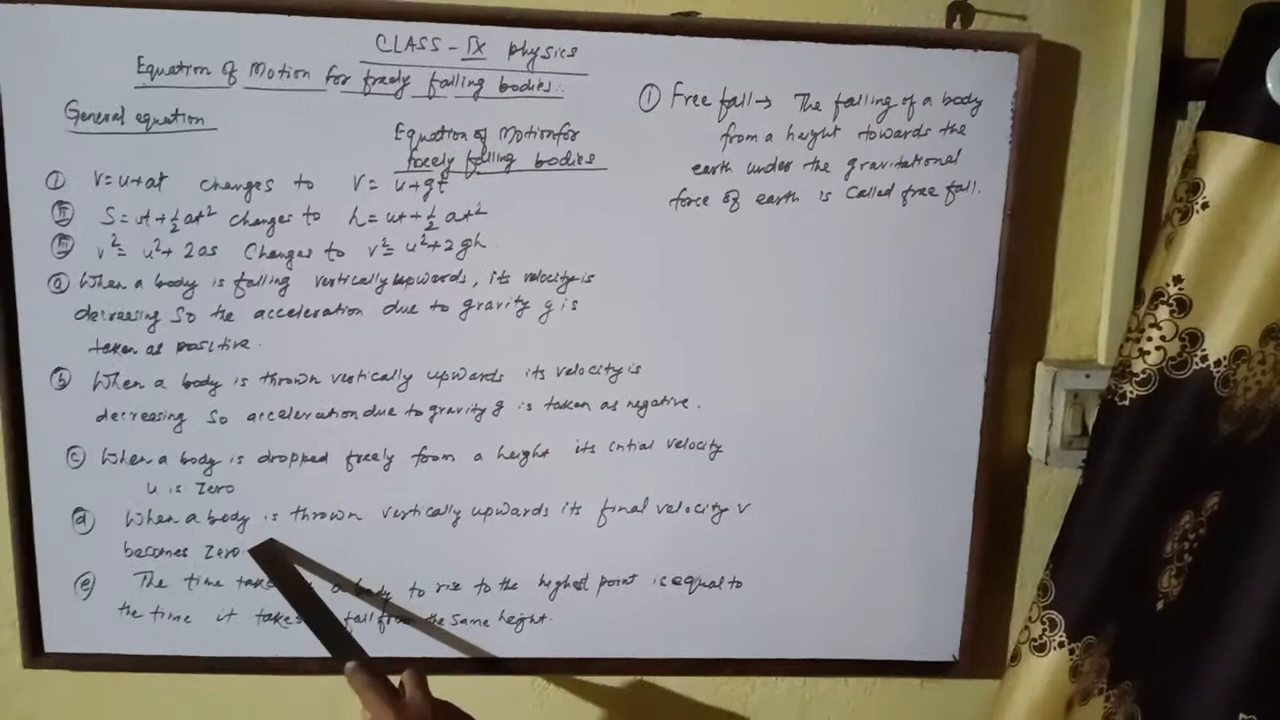 CLASS - IX Physics
Equation of Motion for freely falling bodies.
General equation
Equation of Motion for
freely falling bodies
① V=u+at changes to V= u+gt
② S=ut+½at² changes to h=ut+½at²
③ v²= u²+2as Changes to v²=u²+2gh
ⓐ When a body is falling vertically upwards, its velocity is
decreasing So the acceleration due to gravity g is
taken as positive.
ⓑ When a body is thrown vertically upwards its velocity is
decreasing So acceleration due to gravity g is taken as negative.
ⓒ When a body is dropped freely from a height its intial velocity
u is Zero
ⓓ When a body is thrown vertically upwards its final velocity v
becomes Zero
ⓔ The time a body to rise to the highest point is equal to
the time it takes fall the same height.
① Free fall → The falling of a body
from a height towards the
earth under the gravitational
force of earth is Called free fall.